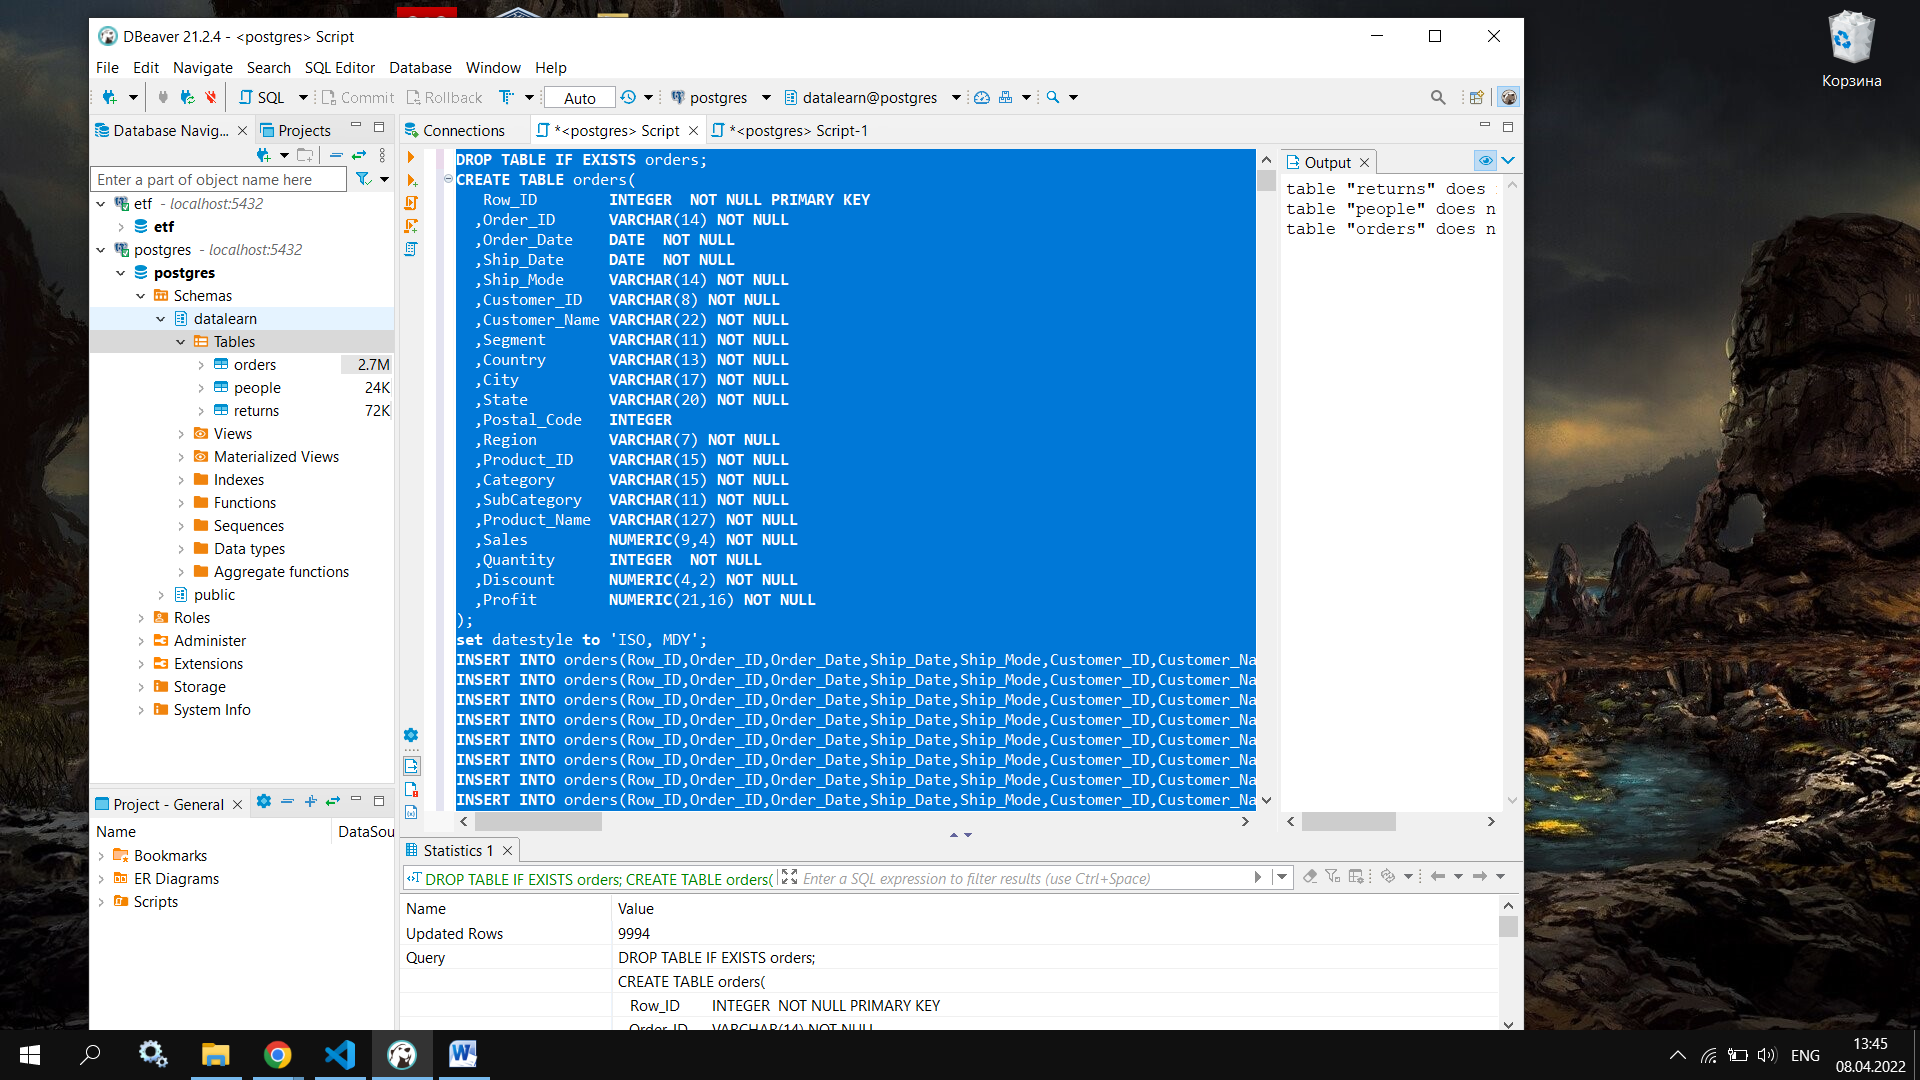 Корзина
DBeaver 21.2.4 - <postgres> Script
File Edit Navigate Search SQL Editor Database Window Help
SQL Commit Rollback Auto postgres datalearn@postgres
Database Navig... Projects
Enter a part of object name here
etf - localhost:5432
etf
postgres - localhost:5432
postgres
Schemas
datalearn
Tables
orders 2.7M
people 24K
returns 72K
Views
Materialized Views
Indexes
Functions
Sequences
Data types
Aggregate functions
public
Roles
Administer
Extensions
Storage
System Info
Project - General
Name DataSou
Bookmarks
ER Diagrams
Scripts
Connections *<postgres> Script *<postgres> Script-1
DROP TABLE IF EXISTS orders;
CREATE TABLE orders(
Row_ID INTEGER NOT NULL PRIMARY KEY
,Order_ID VARCHAR(14) NOT NULL
,Order_Date DATE NOT NULL
,Ship_Date DATE NOT NULL
,Ship_Mode VARCHAR(14) NOT NULL
,Customer_ID VARCHAR(8) NOT NULL
,Customer_Name VARCHAR(22) NOT NULL
,Segment VARCHAR(11) NOT NULL
,Country VARCHAR(13) NOT NULL
,City VARCHAR(17) NOT NULL
,State VARCHAR(20) NOT NULL
,Postal_Code INTEGER
,Region VARCHAR(7) NOT NULL
,Product_ID VARCHAR(15) NOT NULL
,Category VARCHAR(15) NOT NULL
,SubCategory VARCHAR(11) NOT NULL
,Product_Name VARCHAR(127) NOT NULL
,Sales NUMERIC(9,4) NOT NULL
,Quantity INTEGER NOT NULL
,Discount NUMERIC(4,2) NOT NULL
,Profit NUMERIC(21,16) NOT NULL
);
set datestyle to 'ISO, MDY';
INSERT INTO orders(Row_ID,Order_ID,Order_Date,Ship_Date,Ship_Mode,Customer_ID,Customer_Na
INSERT INTO orders(Row_ID,Order_ID,Order_Date,Ship_Date,Ship_Mode,Customer_ID,Customer_Na
INSERT INTO orders(Row_ID,Order_ID,Order_Date,Ship_Date,Ship_Mode,Customer_ID,Customer_Na
INSERT INTO orders(Row_ID,Order_ID,Order_Date,Ship_Date,Ship_Mode,Customer_ID,Customer_Na
INSERT INTO orders(Row_ID,Order_ID,Order_Date,Ship_Date,Ship_Mode,Customer_ID,Customer_Na
INSERT INTO orders(Row_ID,Order_ID,Order_Date,Ship_Date,Ship_Mode,Customer_ID,Customer_Na
INSERT INTO orders(Row_ID,Order_ID,Order_Date,Ship_Date,Ship_Mode,Customer_ID,Customer_Na
INSERT INTO orders(Row_ID,Order_ID,Order_Date,Ship_Date,Ship_Mode,Customer_ID,Customer_Na
Output
table "returns" does
table "people" does n
table "orders" does n
Statistics 1
DROP TABLE IF EXISTS orders; CREATE TABLE orders( Enter a SQL expression to filter results (use Ctrl+Space)
Name Value
Updated Rows 9994
Query DROP TABLE IF EXISTS orders;
CREATE TABLE orders(
Row_ID INTEGER NOT NULL PRIMARY KEY
Order_ID VARCHAR(14) NOT NULL
ENG
13:45
08.04.2022